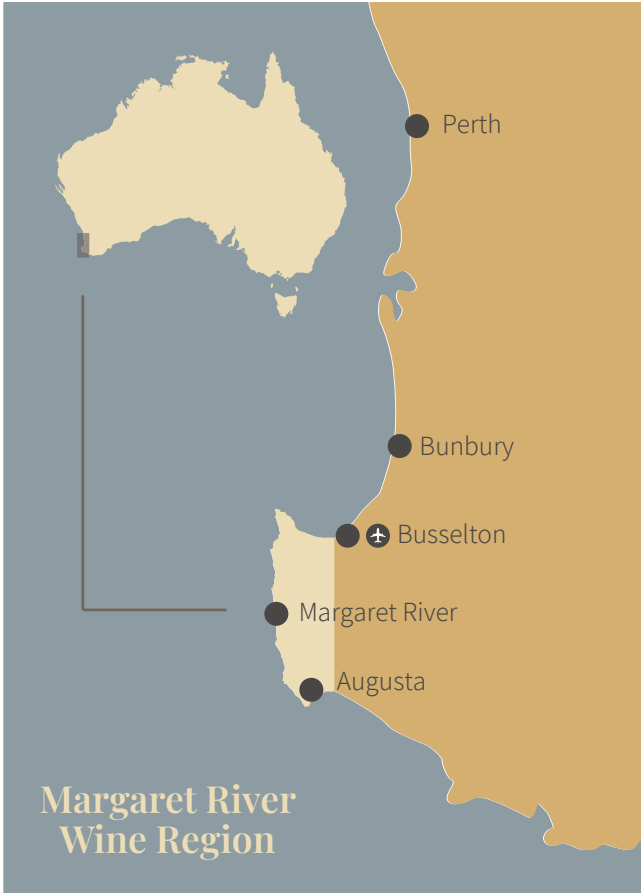 Perth
Bunbury
Busselton
Margaret River
Augusta
Margaret River
Wine Region